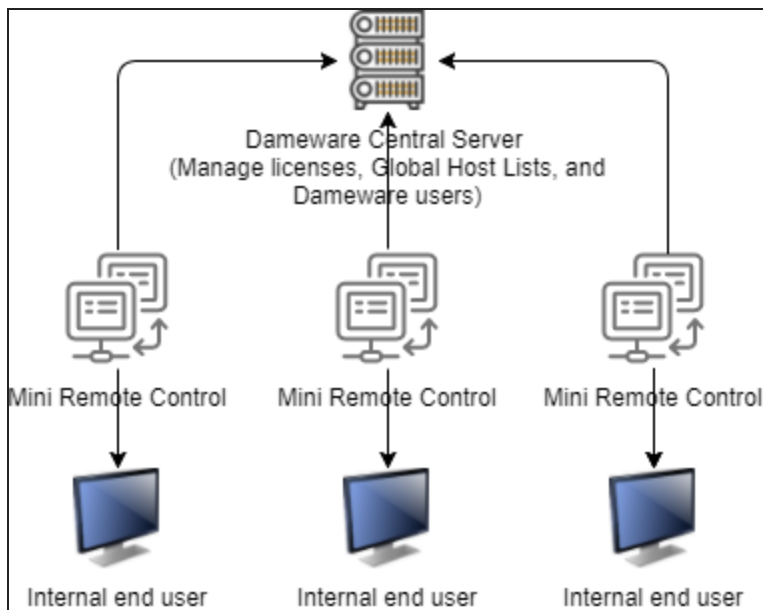 Dameware Central Server
(Manage licenses, Global Host Lists, and
Dameware users)
Mini Remote Control
Mini Remote Control
Mini Remote Control
Internal end user
Internal end user
Internal end user